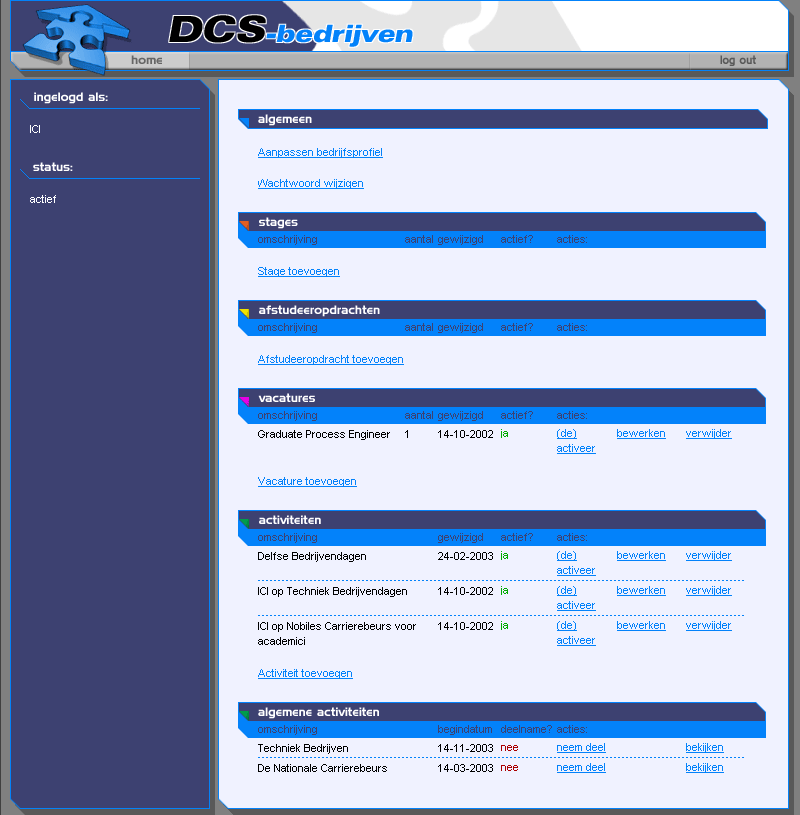 DCS-bedrijven
home log out
ingelogd als:
ICI
status:
actief
algemeen
Aanpassen bedrijfsprofiel
Wachtwoord wijzigen
stages
omschrijving aantal gewijzigd actief? acties:
Stage toevoegen
afstudeeropdrachten
omschrijving aantal gewijzigd actief? acties:
Afstudeeropdracht toevoegen
vacatures
omschrijving aantal gewijzigd actief? acties:
Graduate Process Engineer 1 14-10-2002 ja (de) bewerken verwijder
activeer
Vacature toevoegen
activiteiten
omschrijving gewijzigd actief? acties:
Delfse Bedrijvendagen 24-02-2003 ja (de) bewerken verwijder
activeer
ICI op Techniek Bedrijvendagen 14-10-2002 ja (de) bewerken verwijder
activeer
ICI op Nobiles Carrierebeurs voor 14-10-2002 ja (de) bewerken verwijder
academici activeer
Activiteit toevoegen
algemene activiteiten
omschrijving begindatum deelname? acties:
Techniek Bedrijven 14-11-2003 nee neem deel bekijken
De Nationale Carrierebeurs 14-03-2003 nee neem deel bekijken